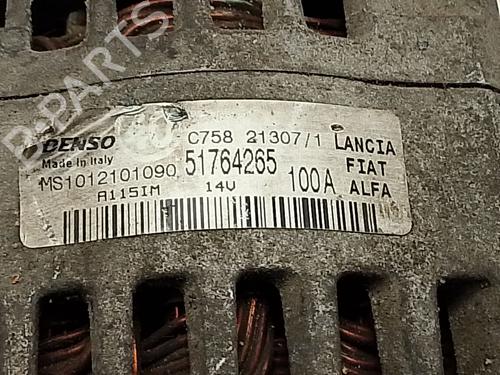 B-PARTS
DENSO
C758 21307/1 LANCIA
Made in Italy
MS1012101090 51764265 FIAT
A115IM 14V 100A ALFA